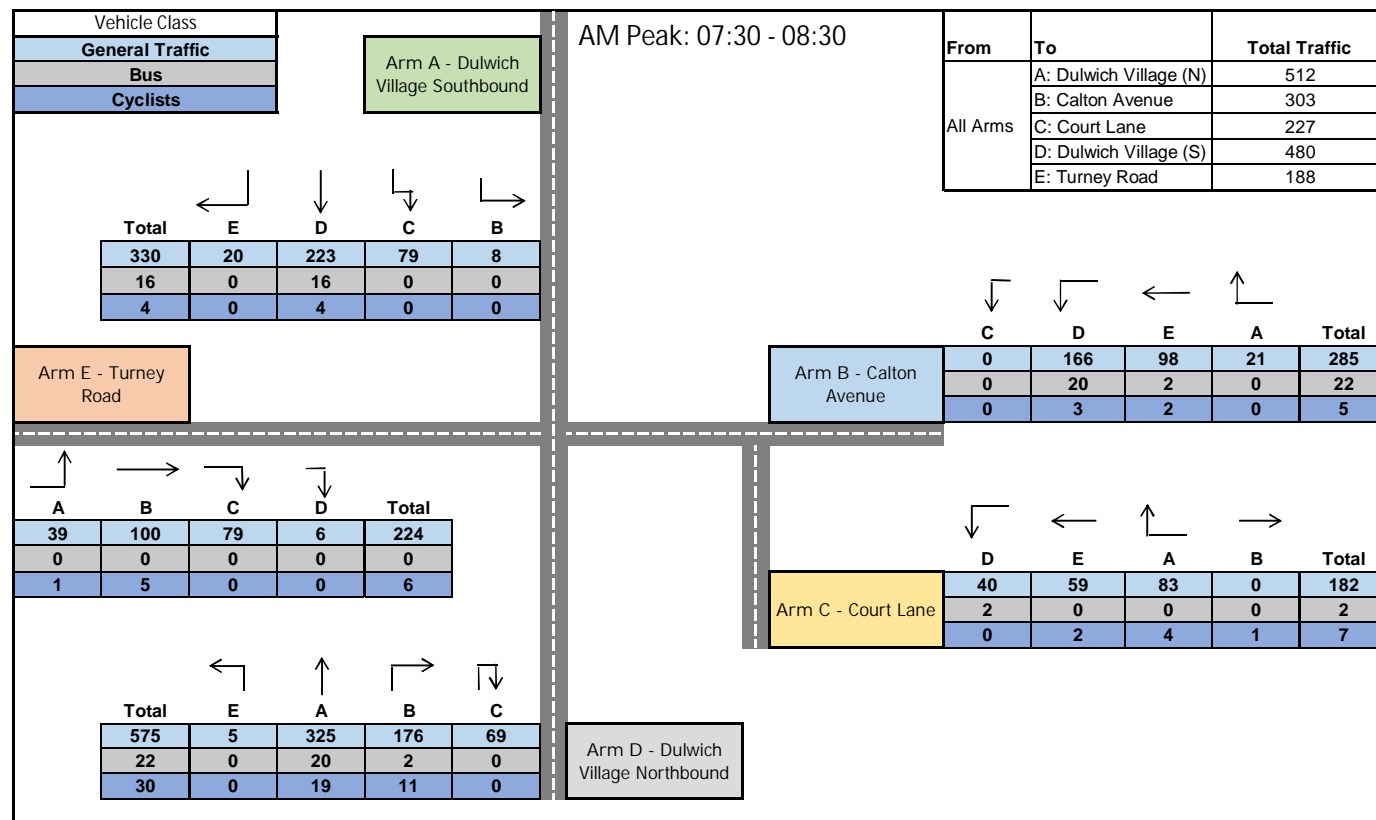 Vehicle Class
General Traffic
Bus
Cyclists
Arm A - Dulwich
Village Southbound
AM Peak: 07:30 - 08:30
From To Total Traffic
All Arms
A: Dulwich Village (N) 512
B: Calton Avenue 303
C: Court Lane 227
D: Dulwich Village (S) 480
E: Turney Road 188
Total E D C B
330 20 223 79 8
16 0 16 0 0
4 0 4 0 0
C D E A Total
0 166 98 21 285
0 20 2 0 22
0 3 2 0 5
Arm B - Calton
Avenue
Arm E - Turney
Road
A B C D Total
39 100 79 6 224
0 0 0 0 0
1 5 0 0 6
D E A B Total
40 59 83 0 182
2 0 0 0 2
0 2 4 1 7
Arm C - Court Lane
Total E A B C
575 5 325 176 69
22 0 20 2 0
30 0 19 11 0
Arm D - Dulwich
Village Northbound